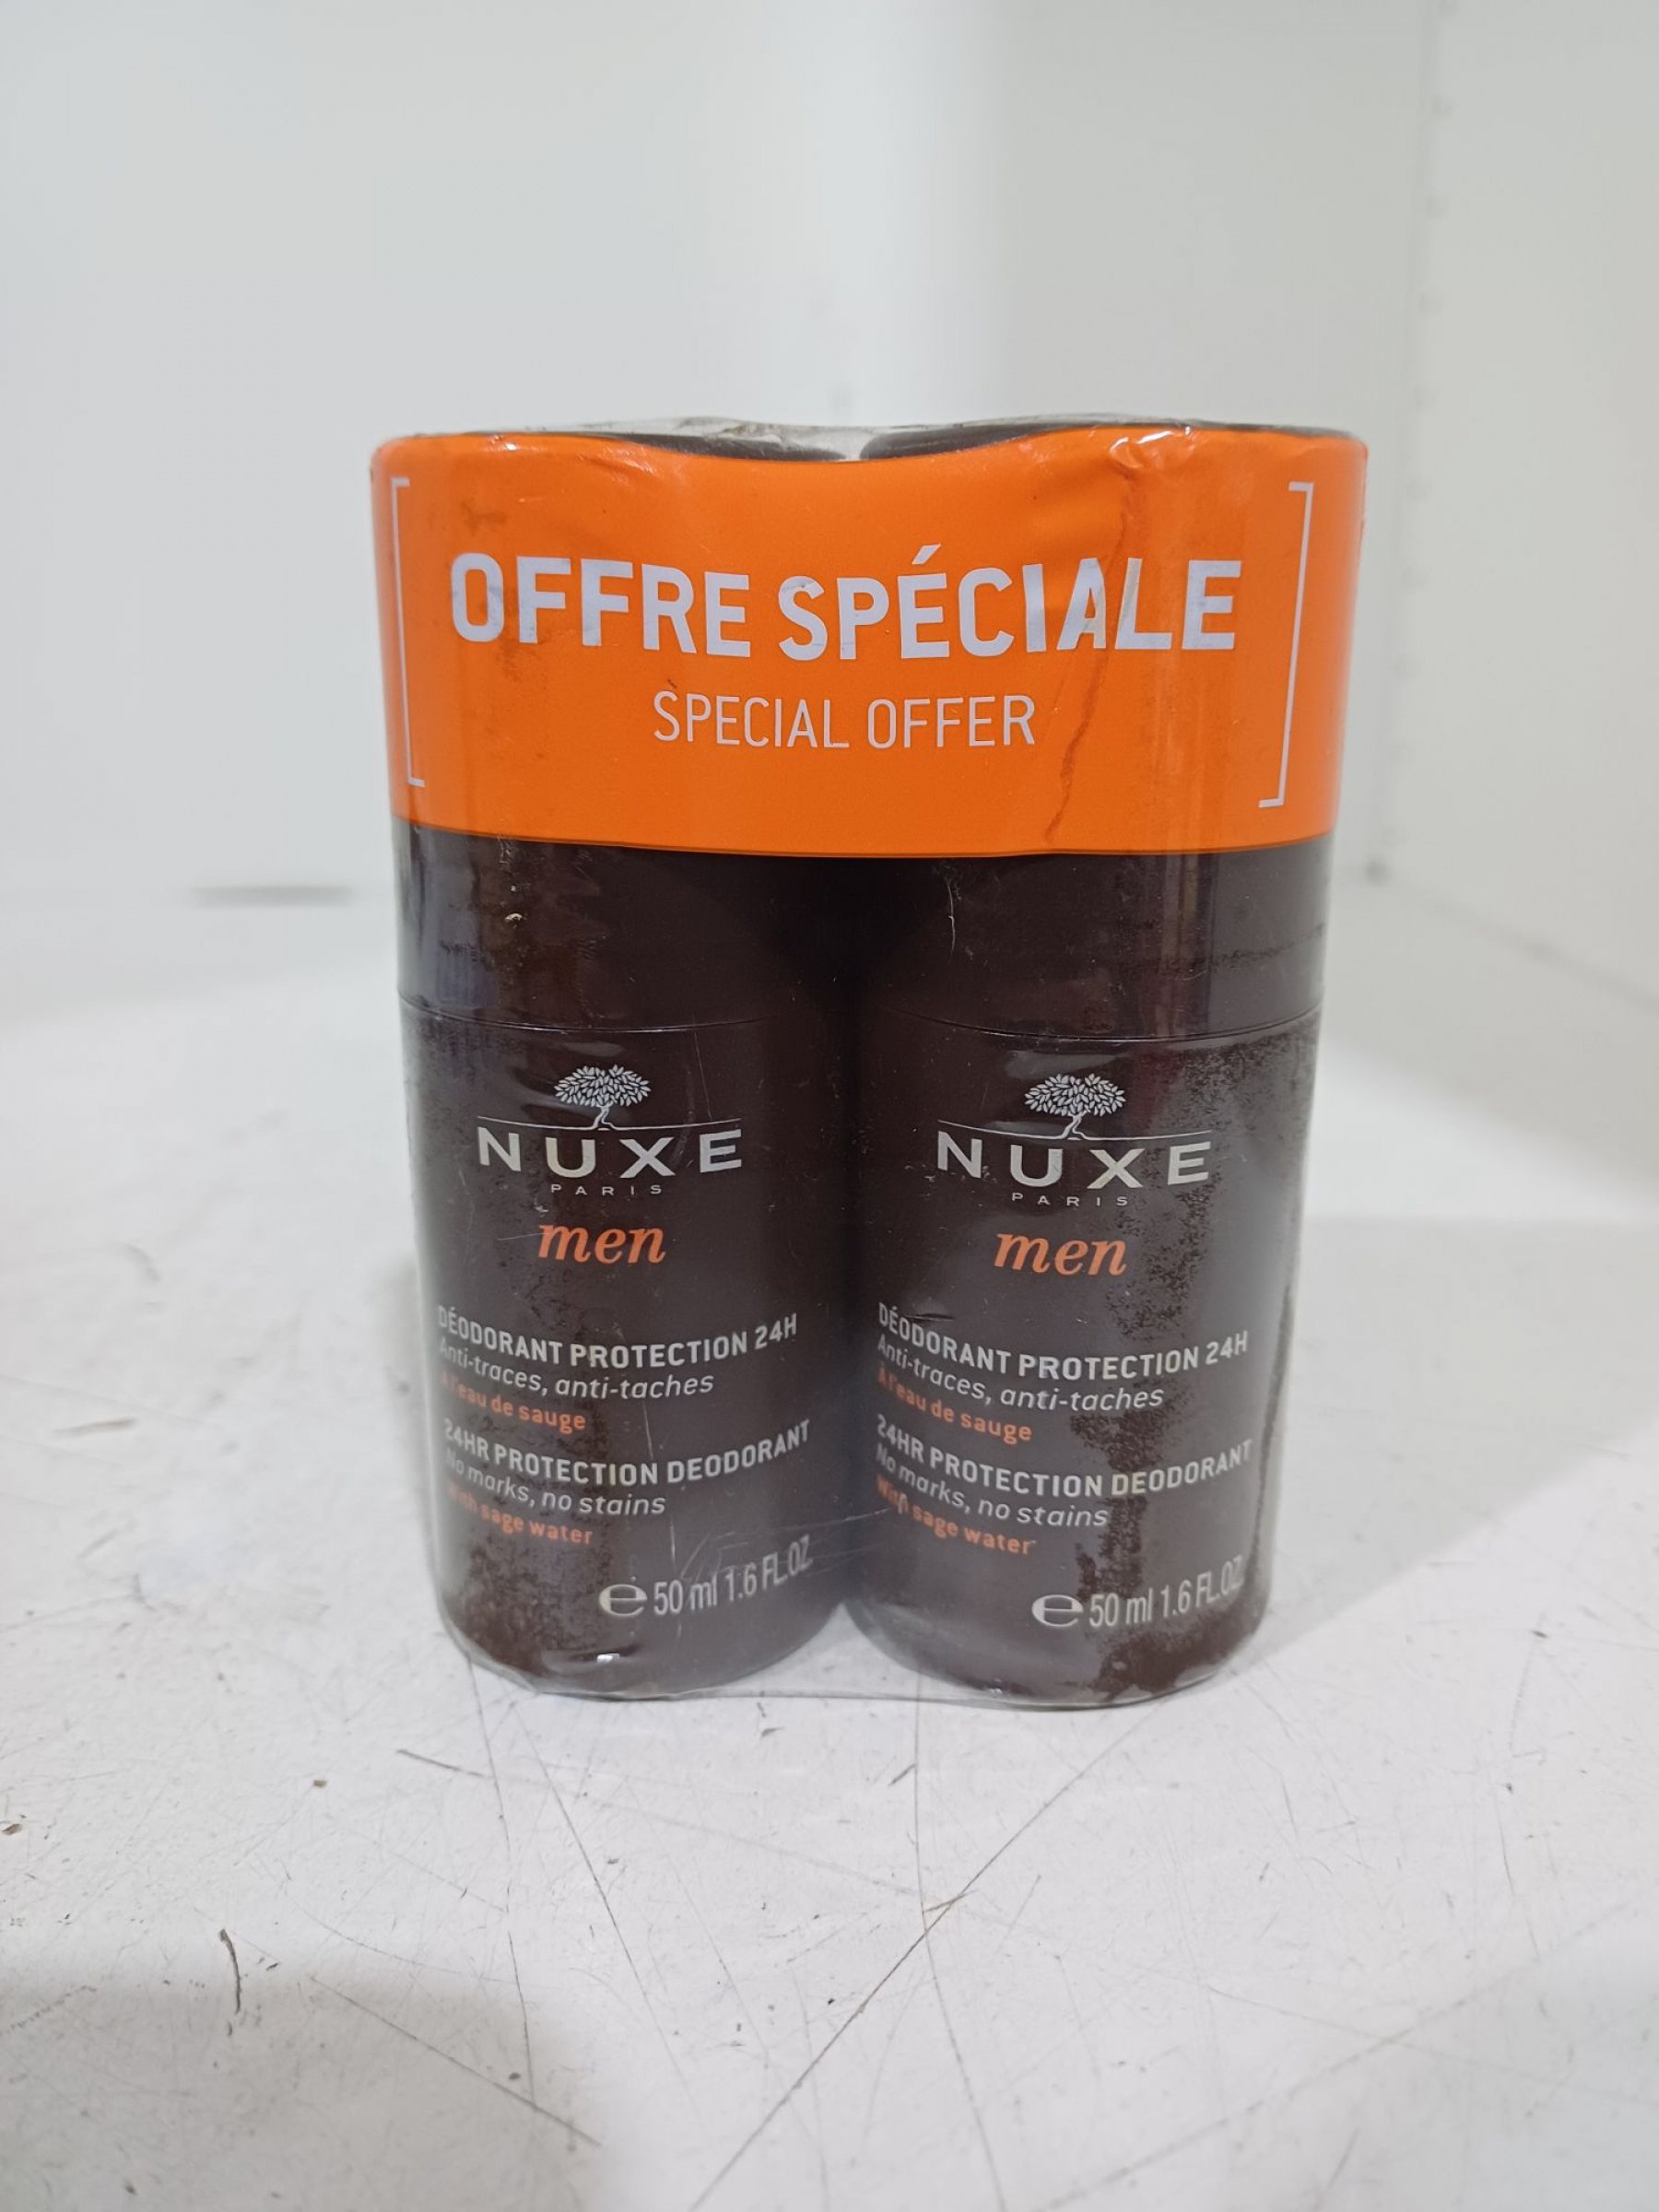 OFFRE SPÉCIALE
SPECIAL OFFER
NUXE
PARIS
men
DÉODORANT PROTECTION 24H
Anti-traces, anti-taches
À l'eau de sauge
24HR PROTECTION DEODORANT
No marks, no stains
With sage water
e 50 ml 1.6 FL.OZ
NUXE
PARIS
men
DÉODORANT PROTECTION 24H
Anti-traces, anti-taches
À l'eau de sauge
24HR PROTECTION DEODORANT
No marks, no stains
With sage water
e 50 ml 1.6 FL.OZ